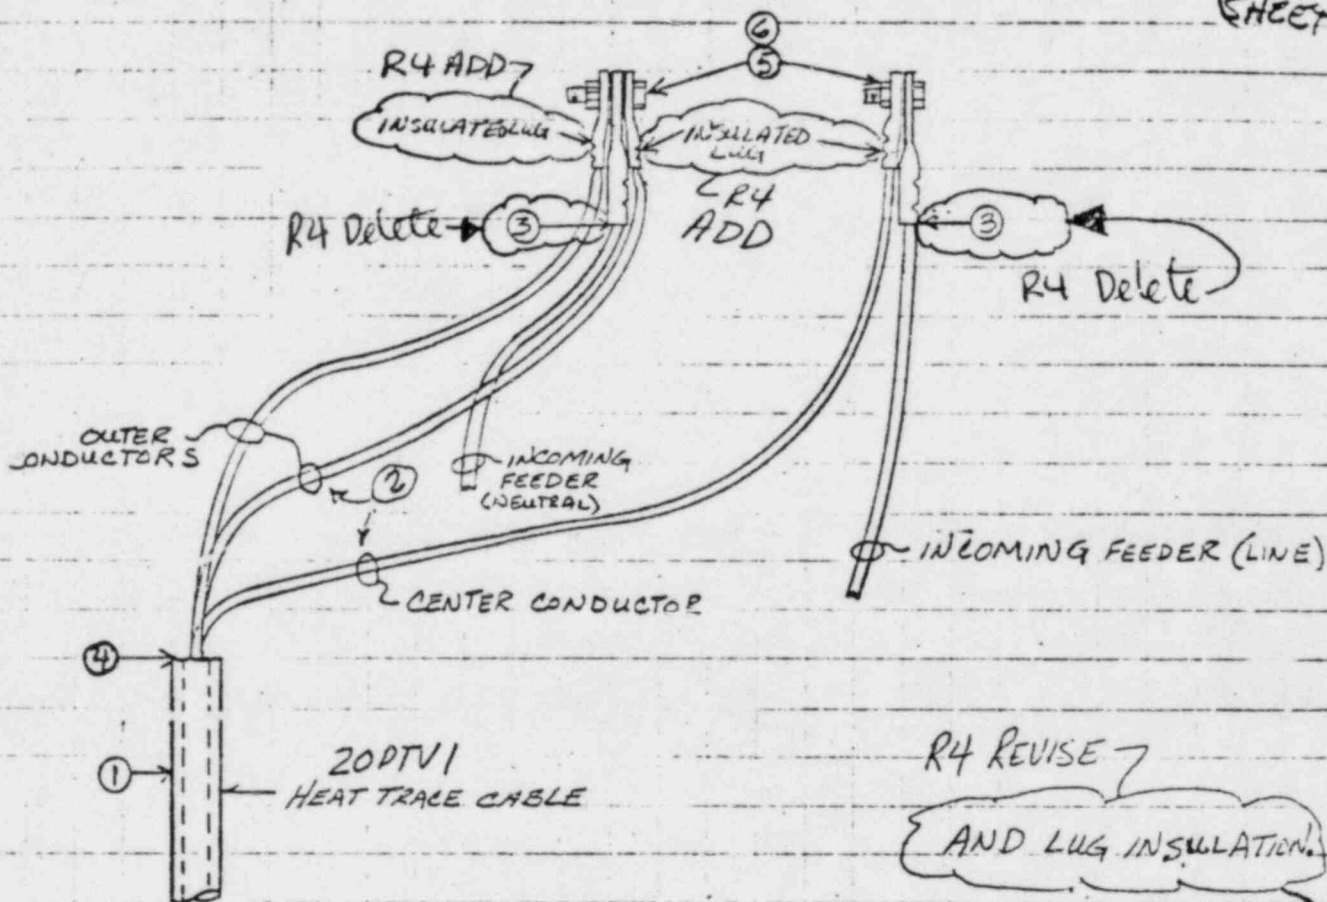 SHEET
⑥
⑤
R4 ADD
INSULATED LUG
INSULATED
LUG
R4
ADD
R4 Delete
③
③
R4 Delete
OUTER
CONDUCTORS
②
INCOMING
FEEDER
(NEUTRAL)
INCOMING FEEDER (LINE)
CENTER CONDUCTOR
④
①
20PTV1
HEAT TRACE CABLE
R4 REVISE
AND LUG INSULLATION.